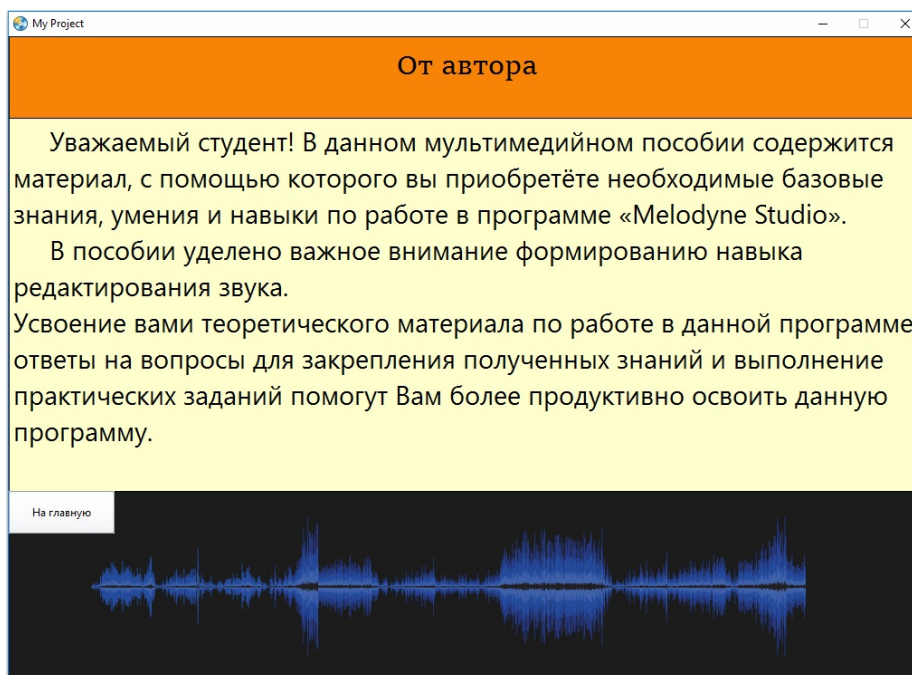 My Project
От автора
Уважаемый студент! В данном мультимедийном пособии содержится
материал, с помощью которого вы приобретёте необходимые базовые
знания, умения и навыки по работе в программе «Melodyne Studio».
В пособии уделено важное внимание формированию навыка
редактирования звука.
Усвоение вами теоретического материала по работе в данной программе
ответы на вопросы для закрепления полученных знаний и выполнение
практических заданий помогут Вам более продуктивно освоить данную
программу.
На главную